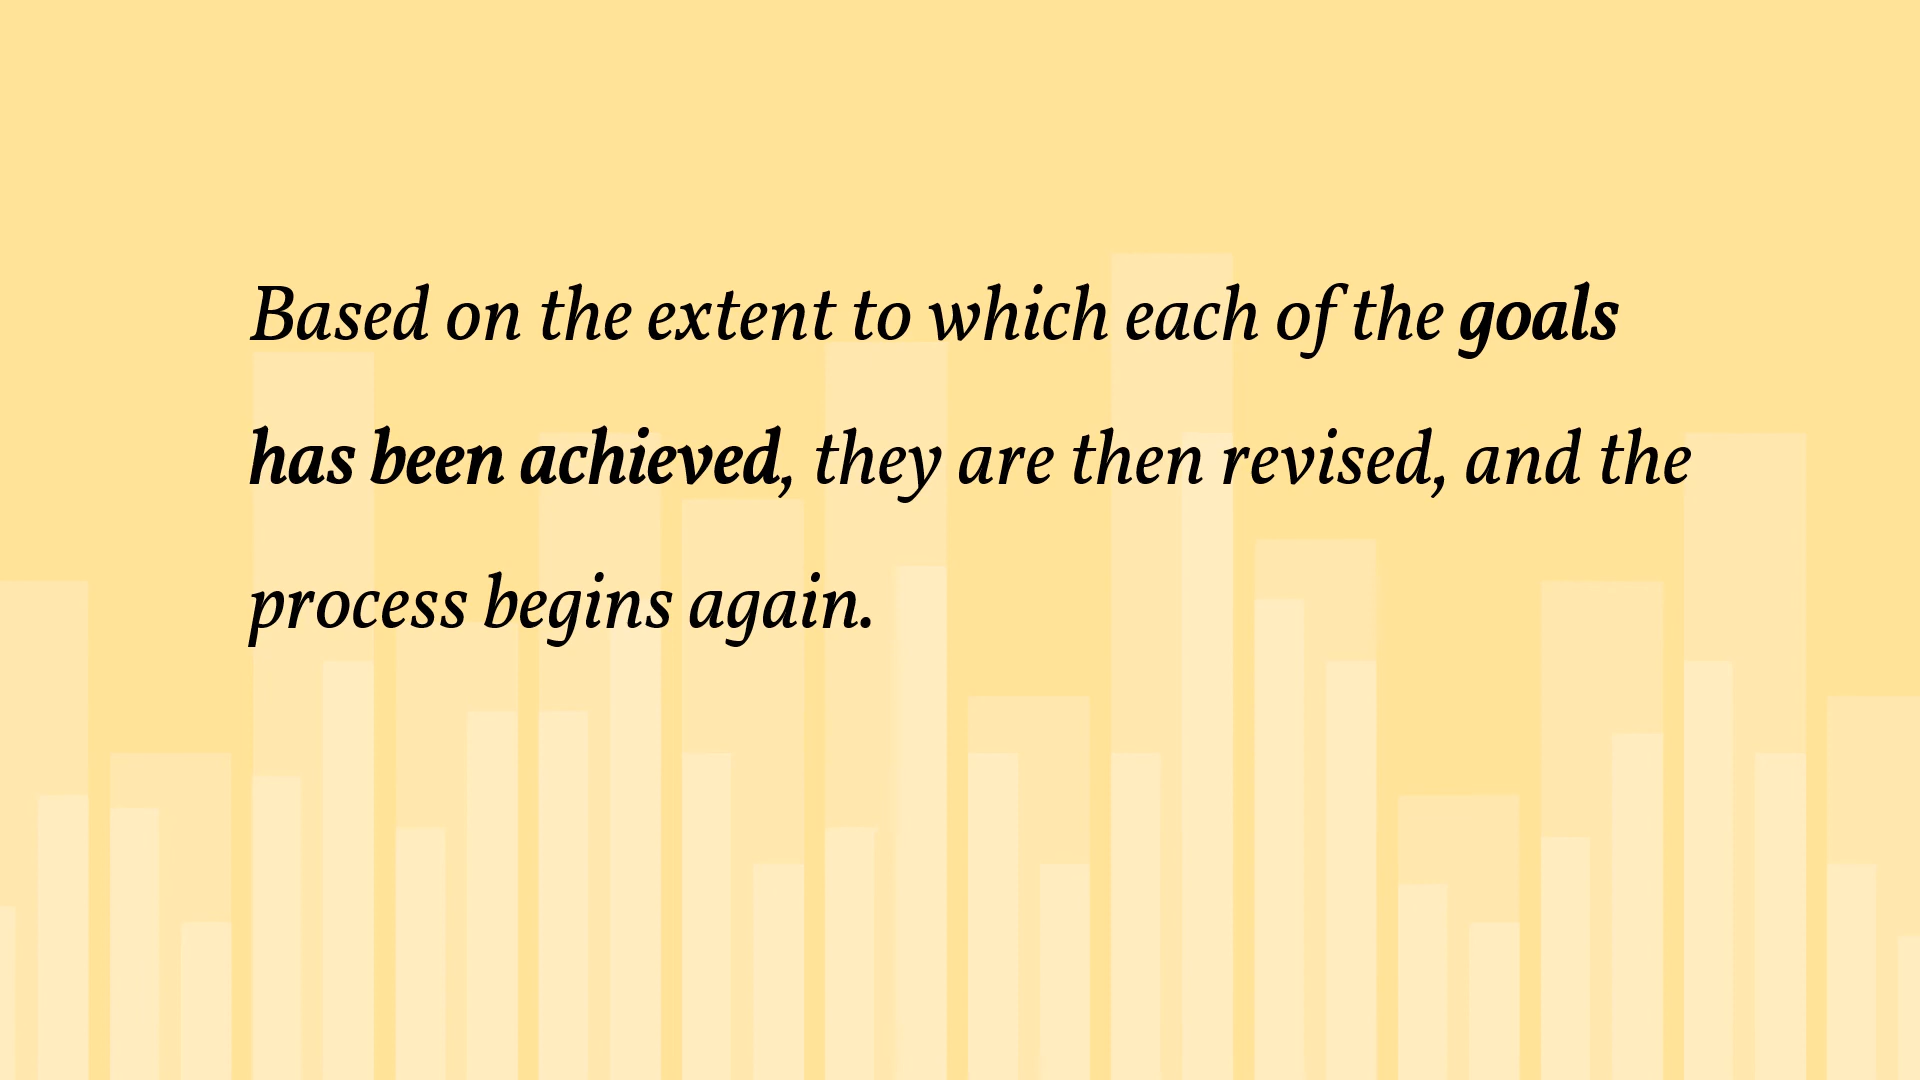 Based on the extent to which each of the goals
has been achieved, they are then revised, and the
process begins again.